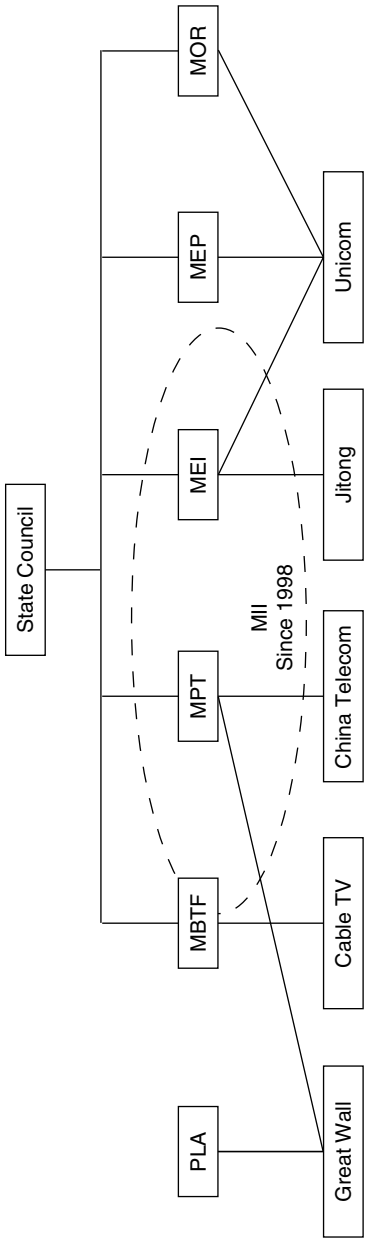 State Council
PLA
MBTF
MPT
MEI
MEP
MOR
MII
Since 1998
Great Wall
Cable TV
China Telecom
Jitong
Unicom